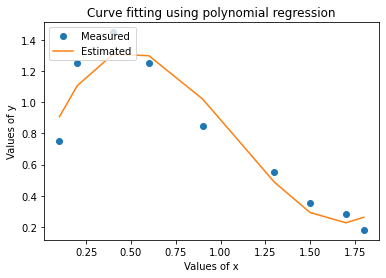 Curve fitting using polynomial regression
Measured
Estimated
Values of y
1.4
1.2
1.0
0.8
0.6
0.4
0.2
0.25
0.50
0.75
1.00
1.25
1.50
1.75
Values of x